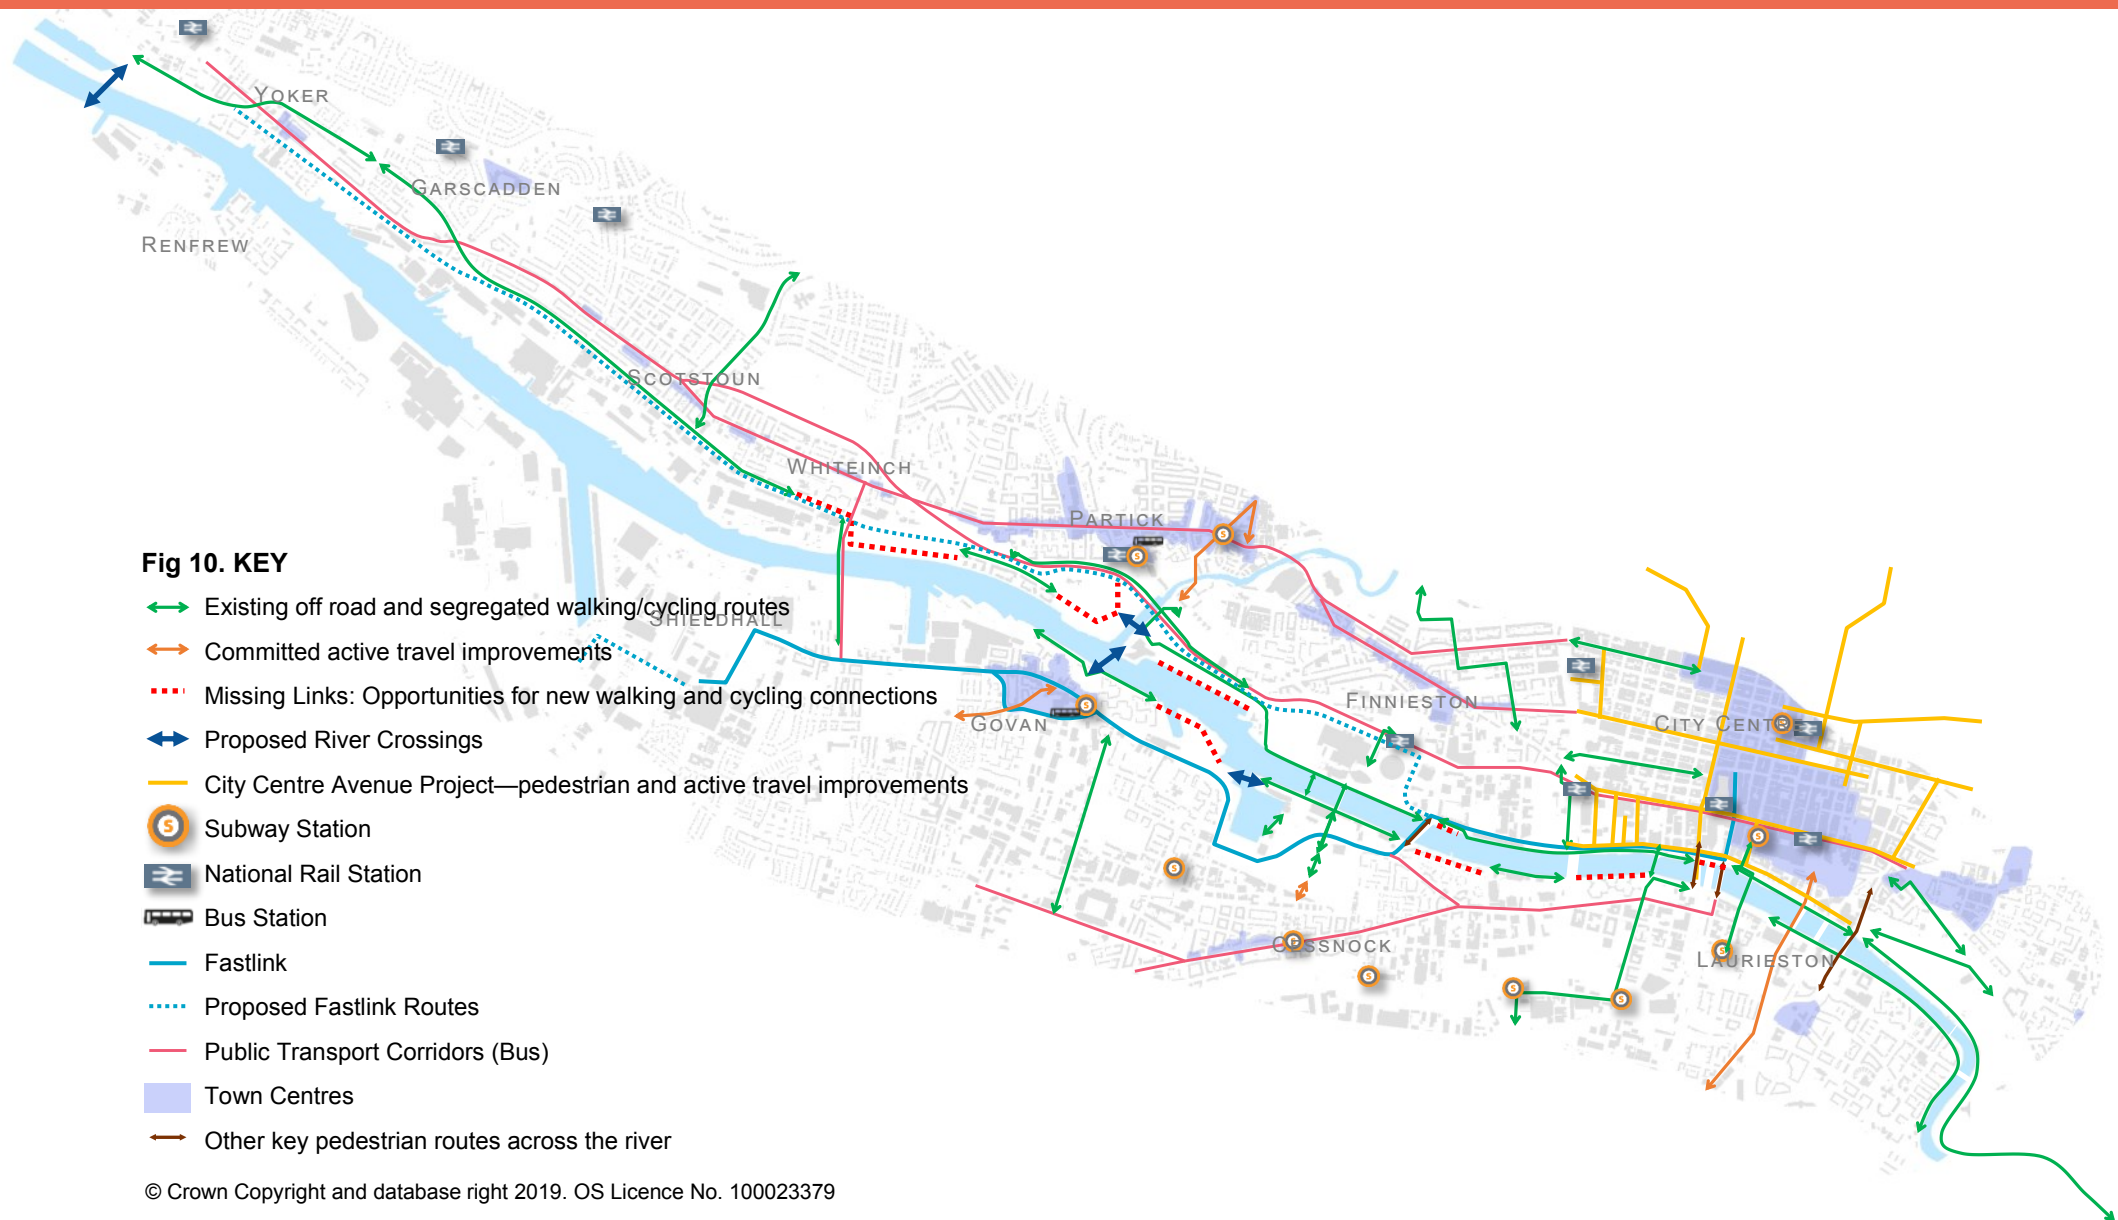 YOKER
GARSCADDEN
RENFREW
SCOTSTOUN
WHITEINCH
PARTICK
Fig 10. KEY
Existing off road and segregated walking/cycling routes
SHIELDHALL
Committed active travel improvements
Missing Links: Opportunities for new walking and cycling connections
FINNIESTON
GOVAN
CITY CENTRE
Proposed River Crossings
City Centre Avenue Project—pedestrian and active travel improvements
S Subway Station
National Rail Station
Bus Station
CESSNOCK
LAURIESTON
Fastlink
Proposed Fastlink Routes
Public Transport Corridors (Bus)
Town Centres
Other key pedestrian routes across the river
© Crown Copyright and database right 2019. OS Licence No. 100023379